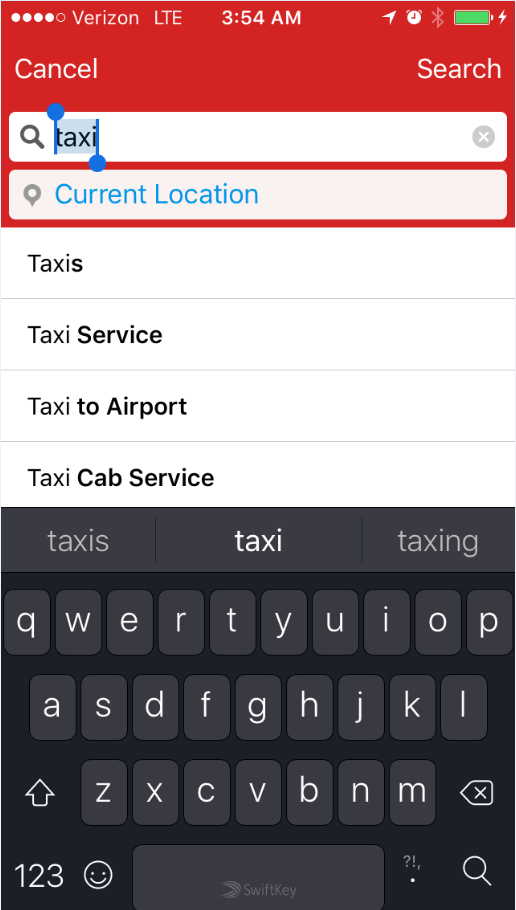 Verizon LTE 3:54 AM
Cancel Search
taxi
Current Location
Taxis
Taxi Service
Taxi to Airport
Taxi Cab Service
taxis taxi taxing
q w e r t y u i o p
a s d f g h j k l
z x c v b n m
123 SwiftKey ?!,.